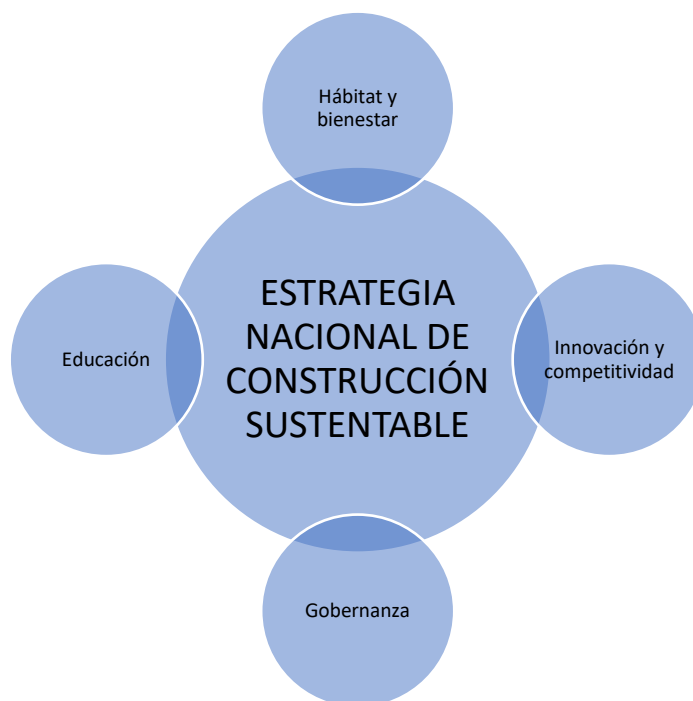 Hábitat y
bienestar
ESTRATEGIA
NACIONAL DE
CONSTRUCCIÓN
SUSTENTABLE
Educación
Innovación y
competitividad
Gobernanza